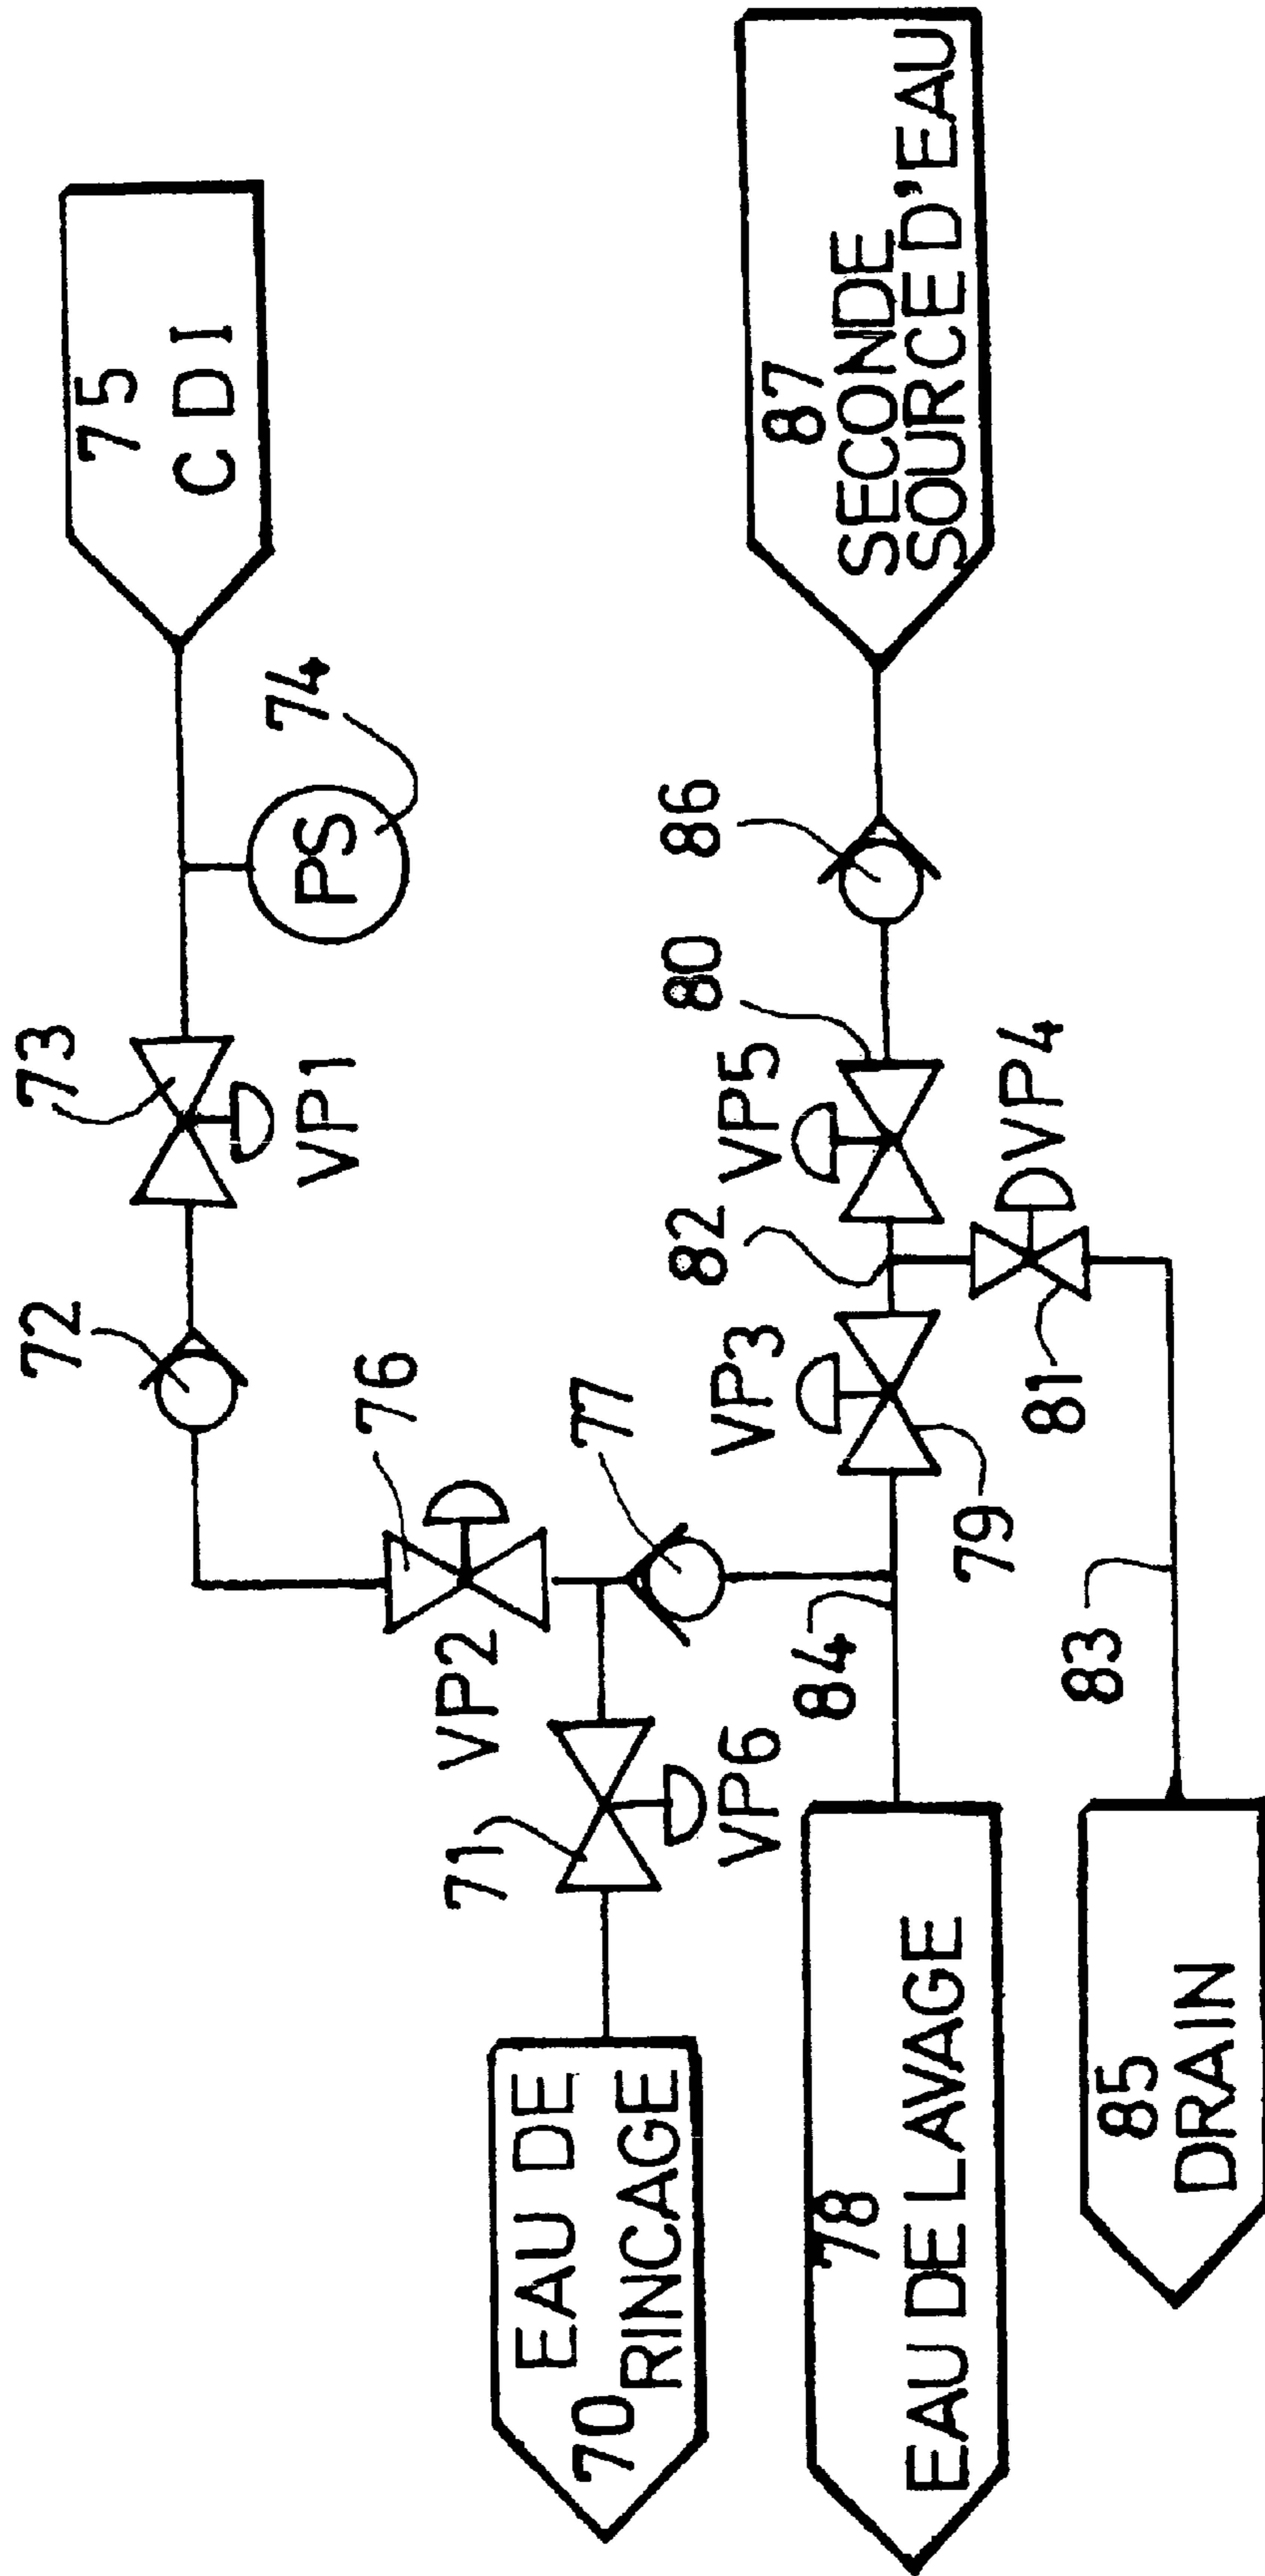 75
CDI
74
PS
73
VP1
72
76
VP2
77
71
VP6
EAU DE
70 RINCAGE
87
SECONDE
SOURCE D'EAU
86
80
VP5
VP4
82
VP3
81
79
84
83
78
EAU DE LAVAGE
85
DRAIN